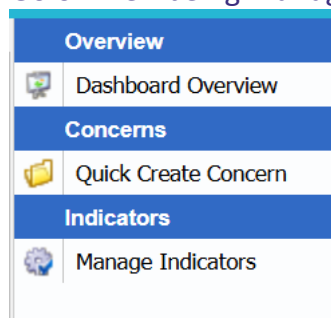 Overview
Dashboard Overview
Concerns
Quick Create Concern
Indicators
Manage Indicators